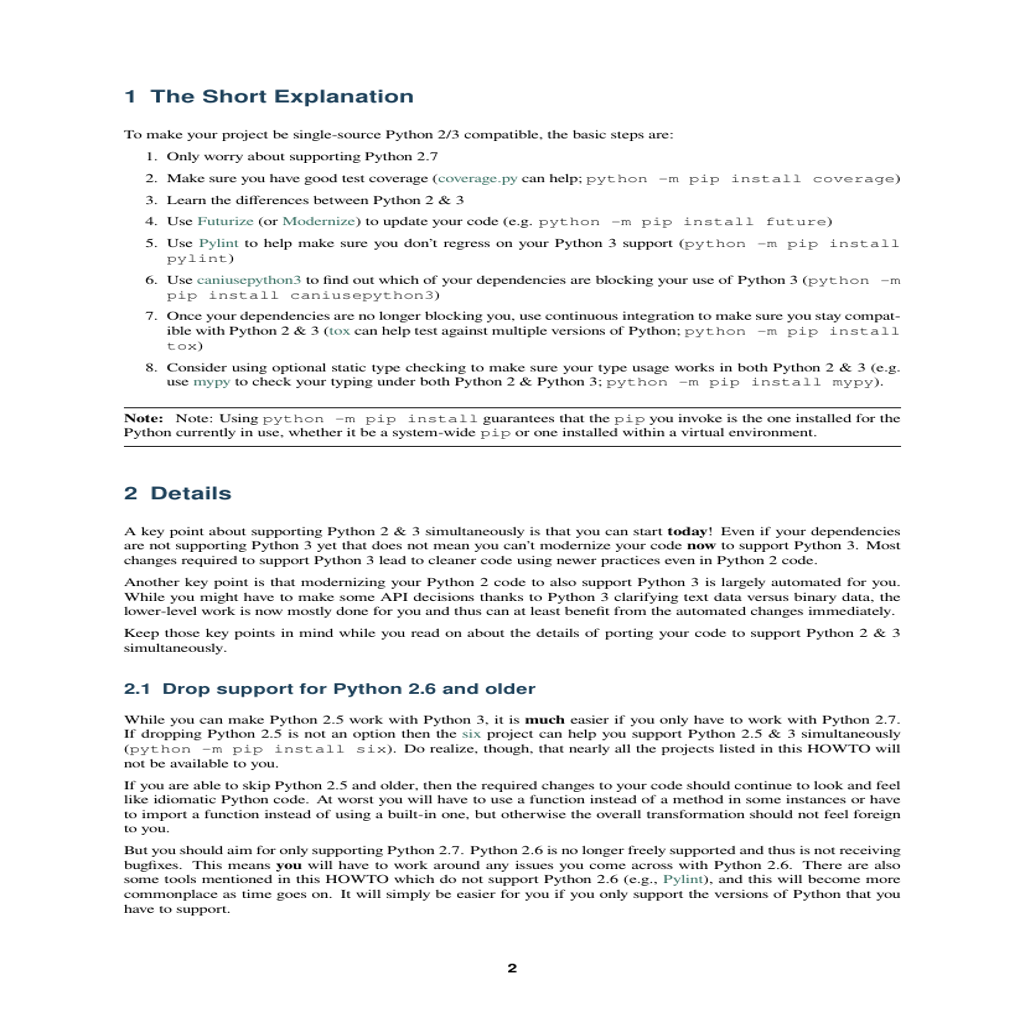 1 The Short Explanation
To make your project be single-source Python 2/3 compatible, the basic steps are:
1. Only worry about supporting Python 2.7
2. Make sure you have good test coverage (coverage.py can help; python -m pip install coverage)
3. Learn the differences between Python 2 & 3
4. Use Futurize (or Modernize) to update your code (e.g. python -m pip install future)
5. Use Pylint to help make sure you don't regress on your Python 3 support (python -m pip install
pylint)
6. Use caniusepython3 to find out which of your dependencies are blocking your use of Python 3 (python -m
pip install caniusepython3)
7. Once your dependencies are no longer blocking you, use continuous integration to make sure you stay compat-
ible with Python 2 & 3 (tox can help test against multiple versions of Python; python -m pip install
tox)
8. Consider using optional static type checking to make sure your type usage works in both Python 2 & 3 (e.g.
use mypy to check your typing under both Python 2 & Python 3; python -m pip install mypy).
Note: Note: Using python -m pip install guarantees that the pip you invoke is the one installed for the
Python currently in use, whether it be a system-wide pip or one installed within a virtual environment.
2 Details
A key point about supporting Python 2 & 3 simultaneously is that you can start today! Even if your dependencies
are not supporting Python 3 yet that does not mean you can't modernize your code now to support Python 3. Most
changes required to support Python 3 lead to cleaner code using newer practices even in Python 2 code.
Another key point is that modernizing your Python 2 code to also support Python 3 is largely automated for you.
While you might have to make some API decisions thanks to Python 3 clarifying text data versus binary data, the
lower-level work is now mostly done for you and thus can at least benefit from the automated changes immediately.
Keep those key points in mind while you read on about the details of porting your code to support Python 2 & 3
simultaneously.
2.1 Drop support for Python 2.6 and older
While you can make Python 2.5 work with Python 3, it is much easier if you only have to work with Python 2.7.
If dropping Python 2.5 is not an option then the six project can help you support Python 2.5 & 3 simultaneously
(python -m pip install six). Do realize, though, that nearly all the projects listed in this HOWTO will
not be available to you.
If you are able to skip Python 2.5 and older, then the required changes to your code should continue to look and feel
like idiomatic Python code. At worst you will have to use a function instead of a method in some instances or have
to import a function instead of using a built-in one, but otherwise the overall transformation should not feel foreign
to you.
But you should aim for only supporting Python 2.7. Python 2.6 is no longer freely supported and thus is not receiving
bugfixes. This means you will have to work around any issues you come across with Python 2.6. There are also
some tools mentioned in this HOWTO which do not support Python 2.6 (e.g., Pylint), and this will become more
commonplace as time goes on. It will simply be easier for you if you only support the versions of Python that you
have to support.
2